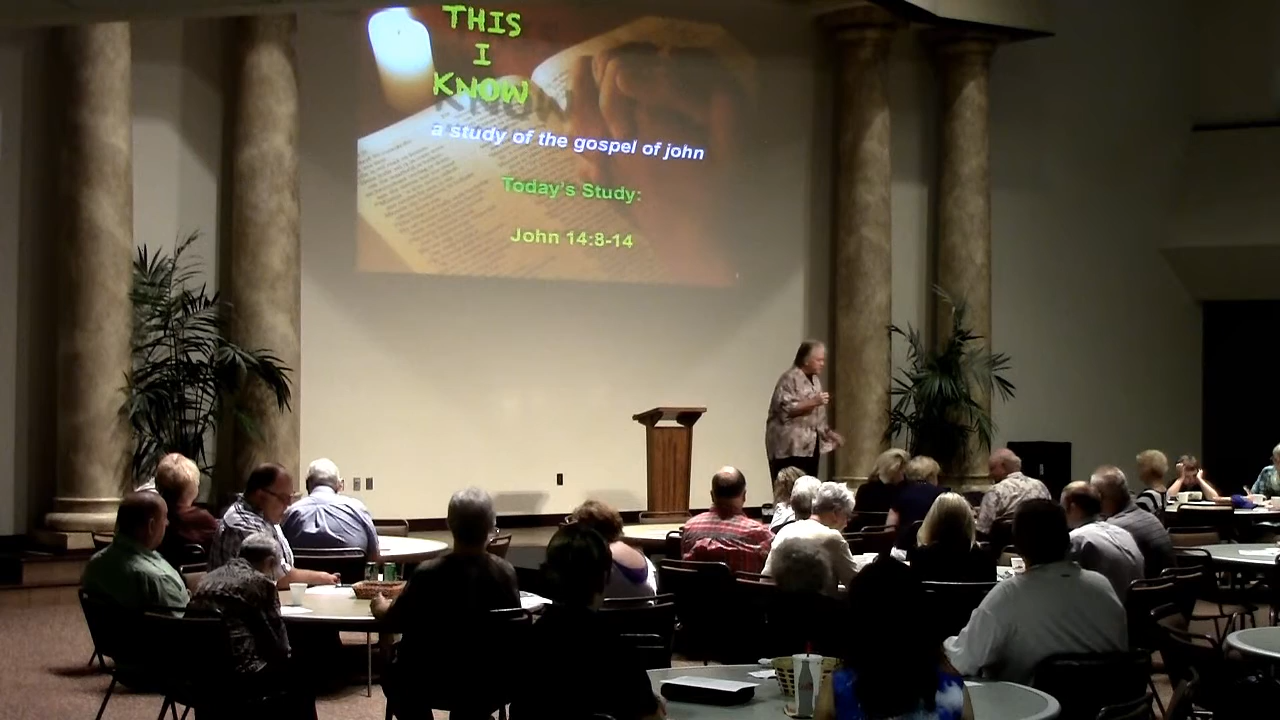 THIS
I
KNOW
a study of the gospel of john
Today's Study:
John 14:8-14